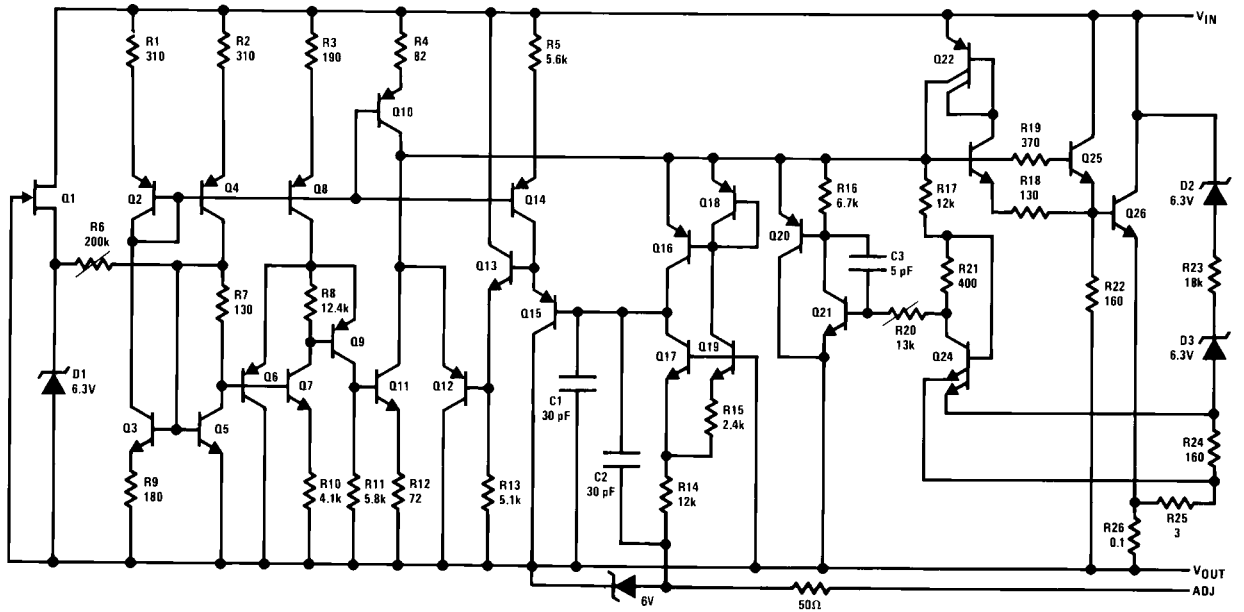 R1
310
R2
310
R3
190
R4
82
R5
5.6k
VIN
Q22
Q10
R19
370
Q25
R18
130
Q26
D2
6.3V
Q1
Q2
Q4
Q8
Q14
Q18
R16
6.7k
R17
12k
R6
200k
Q16
Q20
Q13
C3
5 pF
R21
400
R23
18k
R7
130
R8
12.4k
Q15
R22
160
Q21
R20
13k
D3
6.3V
Q9
Q17
Q19
Q24
D1
6.3V
Q6
Q7
Q11
Q12
C1
30 pF
R15
2.4k
Q3
Q5
R24
160
R9
180
R10
4.1k
R11
5.8k
R12
72
R13
5.1k
C2
30 pF
R14
12k
R26
0.1
R25
3
VOUT
6V
50Ω
ADJ